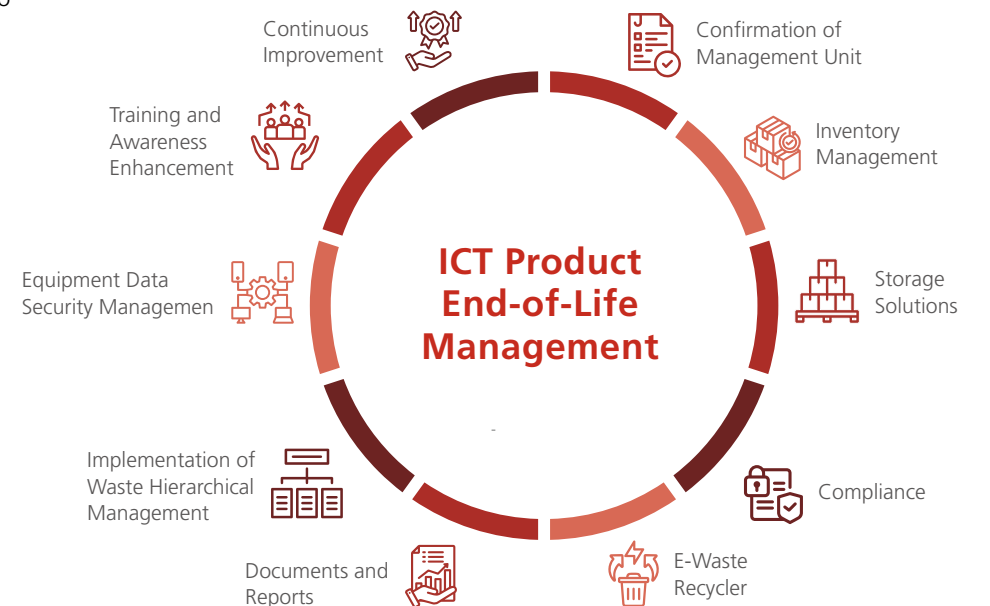 Continuous
Improvement
Confirmation of
Management Unit
Training and
Awareness
Enhancement
Inventory
Management
ICT Product
End-of-Life
Management
Equipment Data
Security Managemen
Storage
Solutions
Implementation of
Waste Hierarchical
Management
Compliance
Documents and
Reports
E-Waste
Recycler